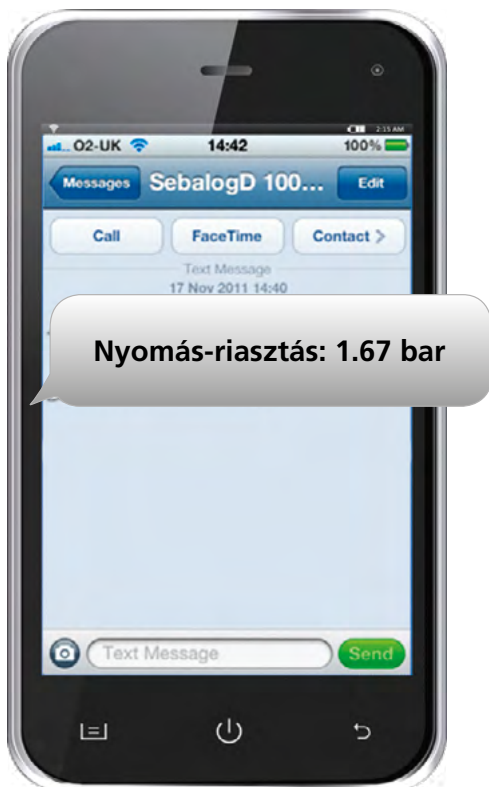 2:15 AM
O2-UK 14:42 100%
Messages SebalogD 100... Edit
Call FaceTime Contact >
Text Message
17 Nov 2011 14:40
Nyomás-riasztás: 1.67 bar
Text Message Send